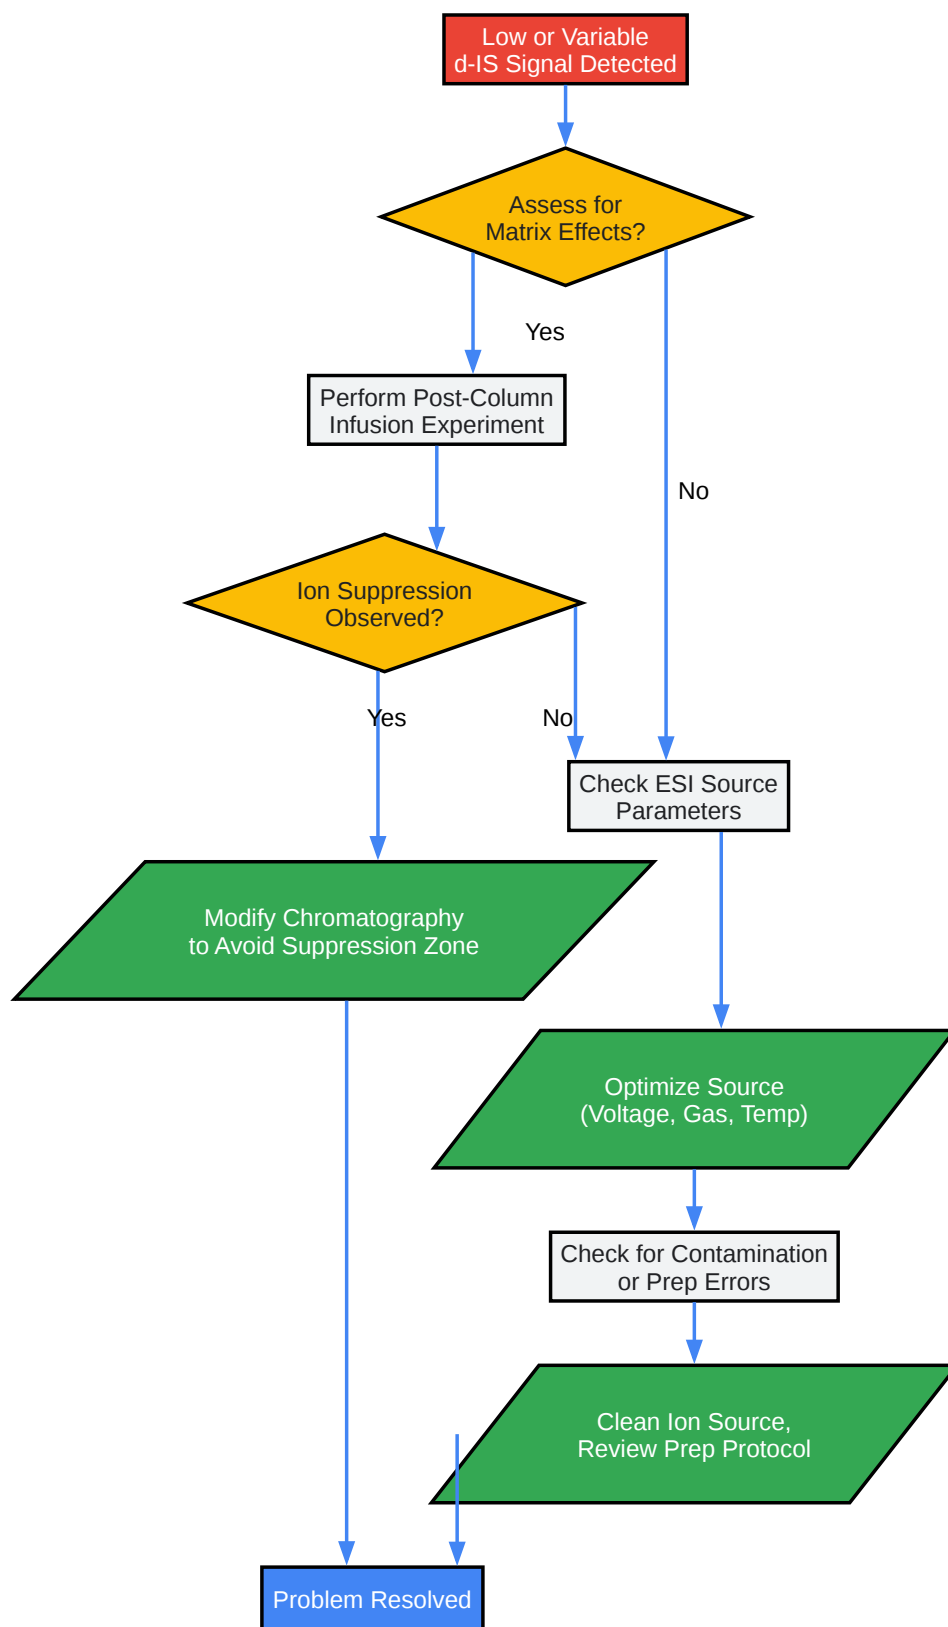 Low or Variable
d-IS Signal Detected
Assess for
Matrix Effects?
Yes
Perform Post-Column
Infusion Experiment
No
Ion Suppression
Observed?
Yes
No
Check ESI Source
Parameters
Modify Chromatography
to Avoid Suppression Zone
Optimize Source
(Voltage, Gas, Temp)
Check for Contamination
or Prep Errors
Clean Ion Source,
Review Prep Protocol
Problem Resolved